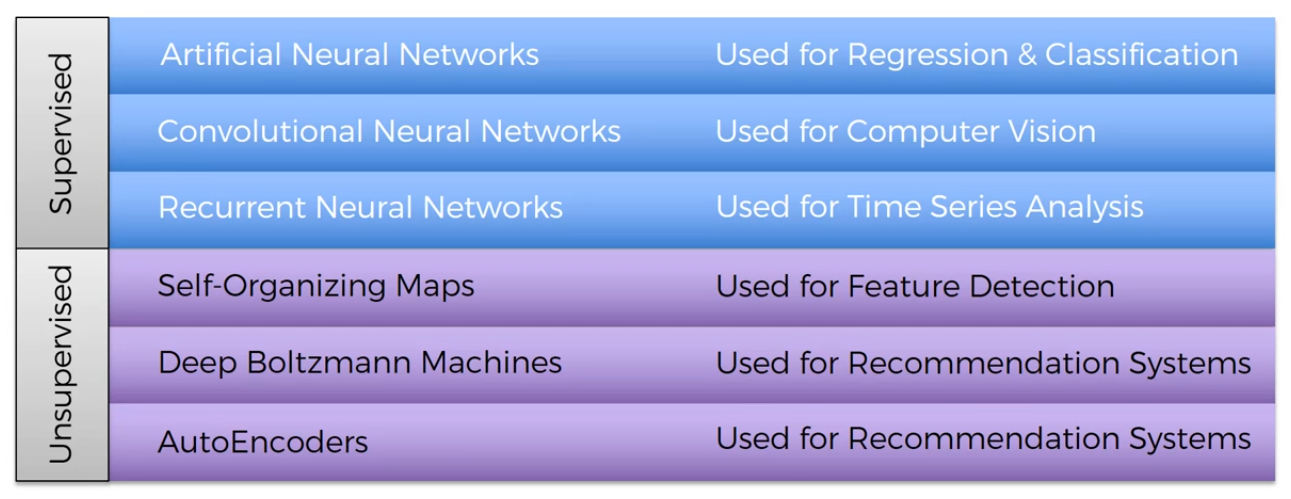 Supervised
Artificial Neural Networks Used for Regression & Classification
Convolutional Neural Networks Used for Computer Vision
Recurrent Neural Networks Used for Time Series Analysis
Unsupervised
Self-Organizing Maps Used for Feature Detection
Deep Boltzmann Machines Used for Recommendation Systems
AutoEncoders Used for Recommendation Systems